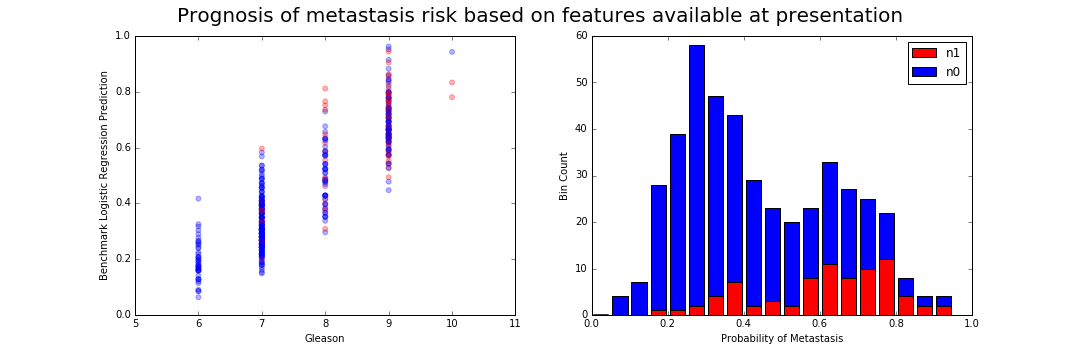 Prognosis of metastasis risk based on features available at presentation
Benchmark Logistic Regression Prediction
1.0
0.8
0.6
0.4
0.2
0.0
5 6 7 8 9 10 11
Gleason
Bin Count
60
50
40
30
20
10
0
0.0 0.2 0.4 0.6 0.8 1.0
Probability of Metastasis
n1
n0